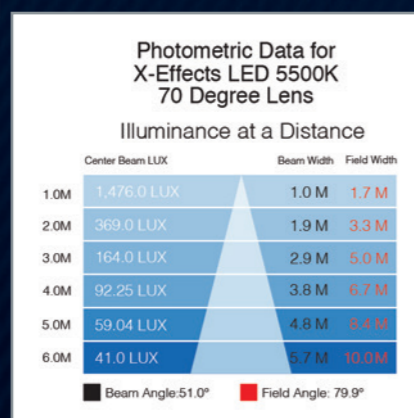 Photometric Data for
X-Effects LED 5500K
70 Degree Lens
Illuminance at a Distance
Center Beam LUX Beam Width Field Width
1.0M 1,476.0 LUX 1.0 M 1.7 M
2.0M 369.0 LUX 1.9 M 3.3 M
3.0M 164.0 LUX 2.9 M 5.0 M
4.0M 92.25 LUX 3.8 M 6.7 M
5.0M 59.04 LUX 4.8 M 8.4 M
6.0M 41.0 LUX 5.7 M 10.0 M
Beam Angle:51.0° Field Angle: 79.9°